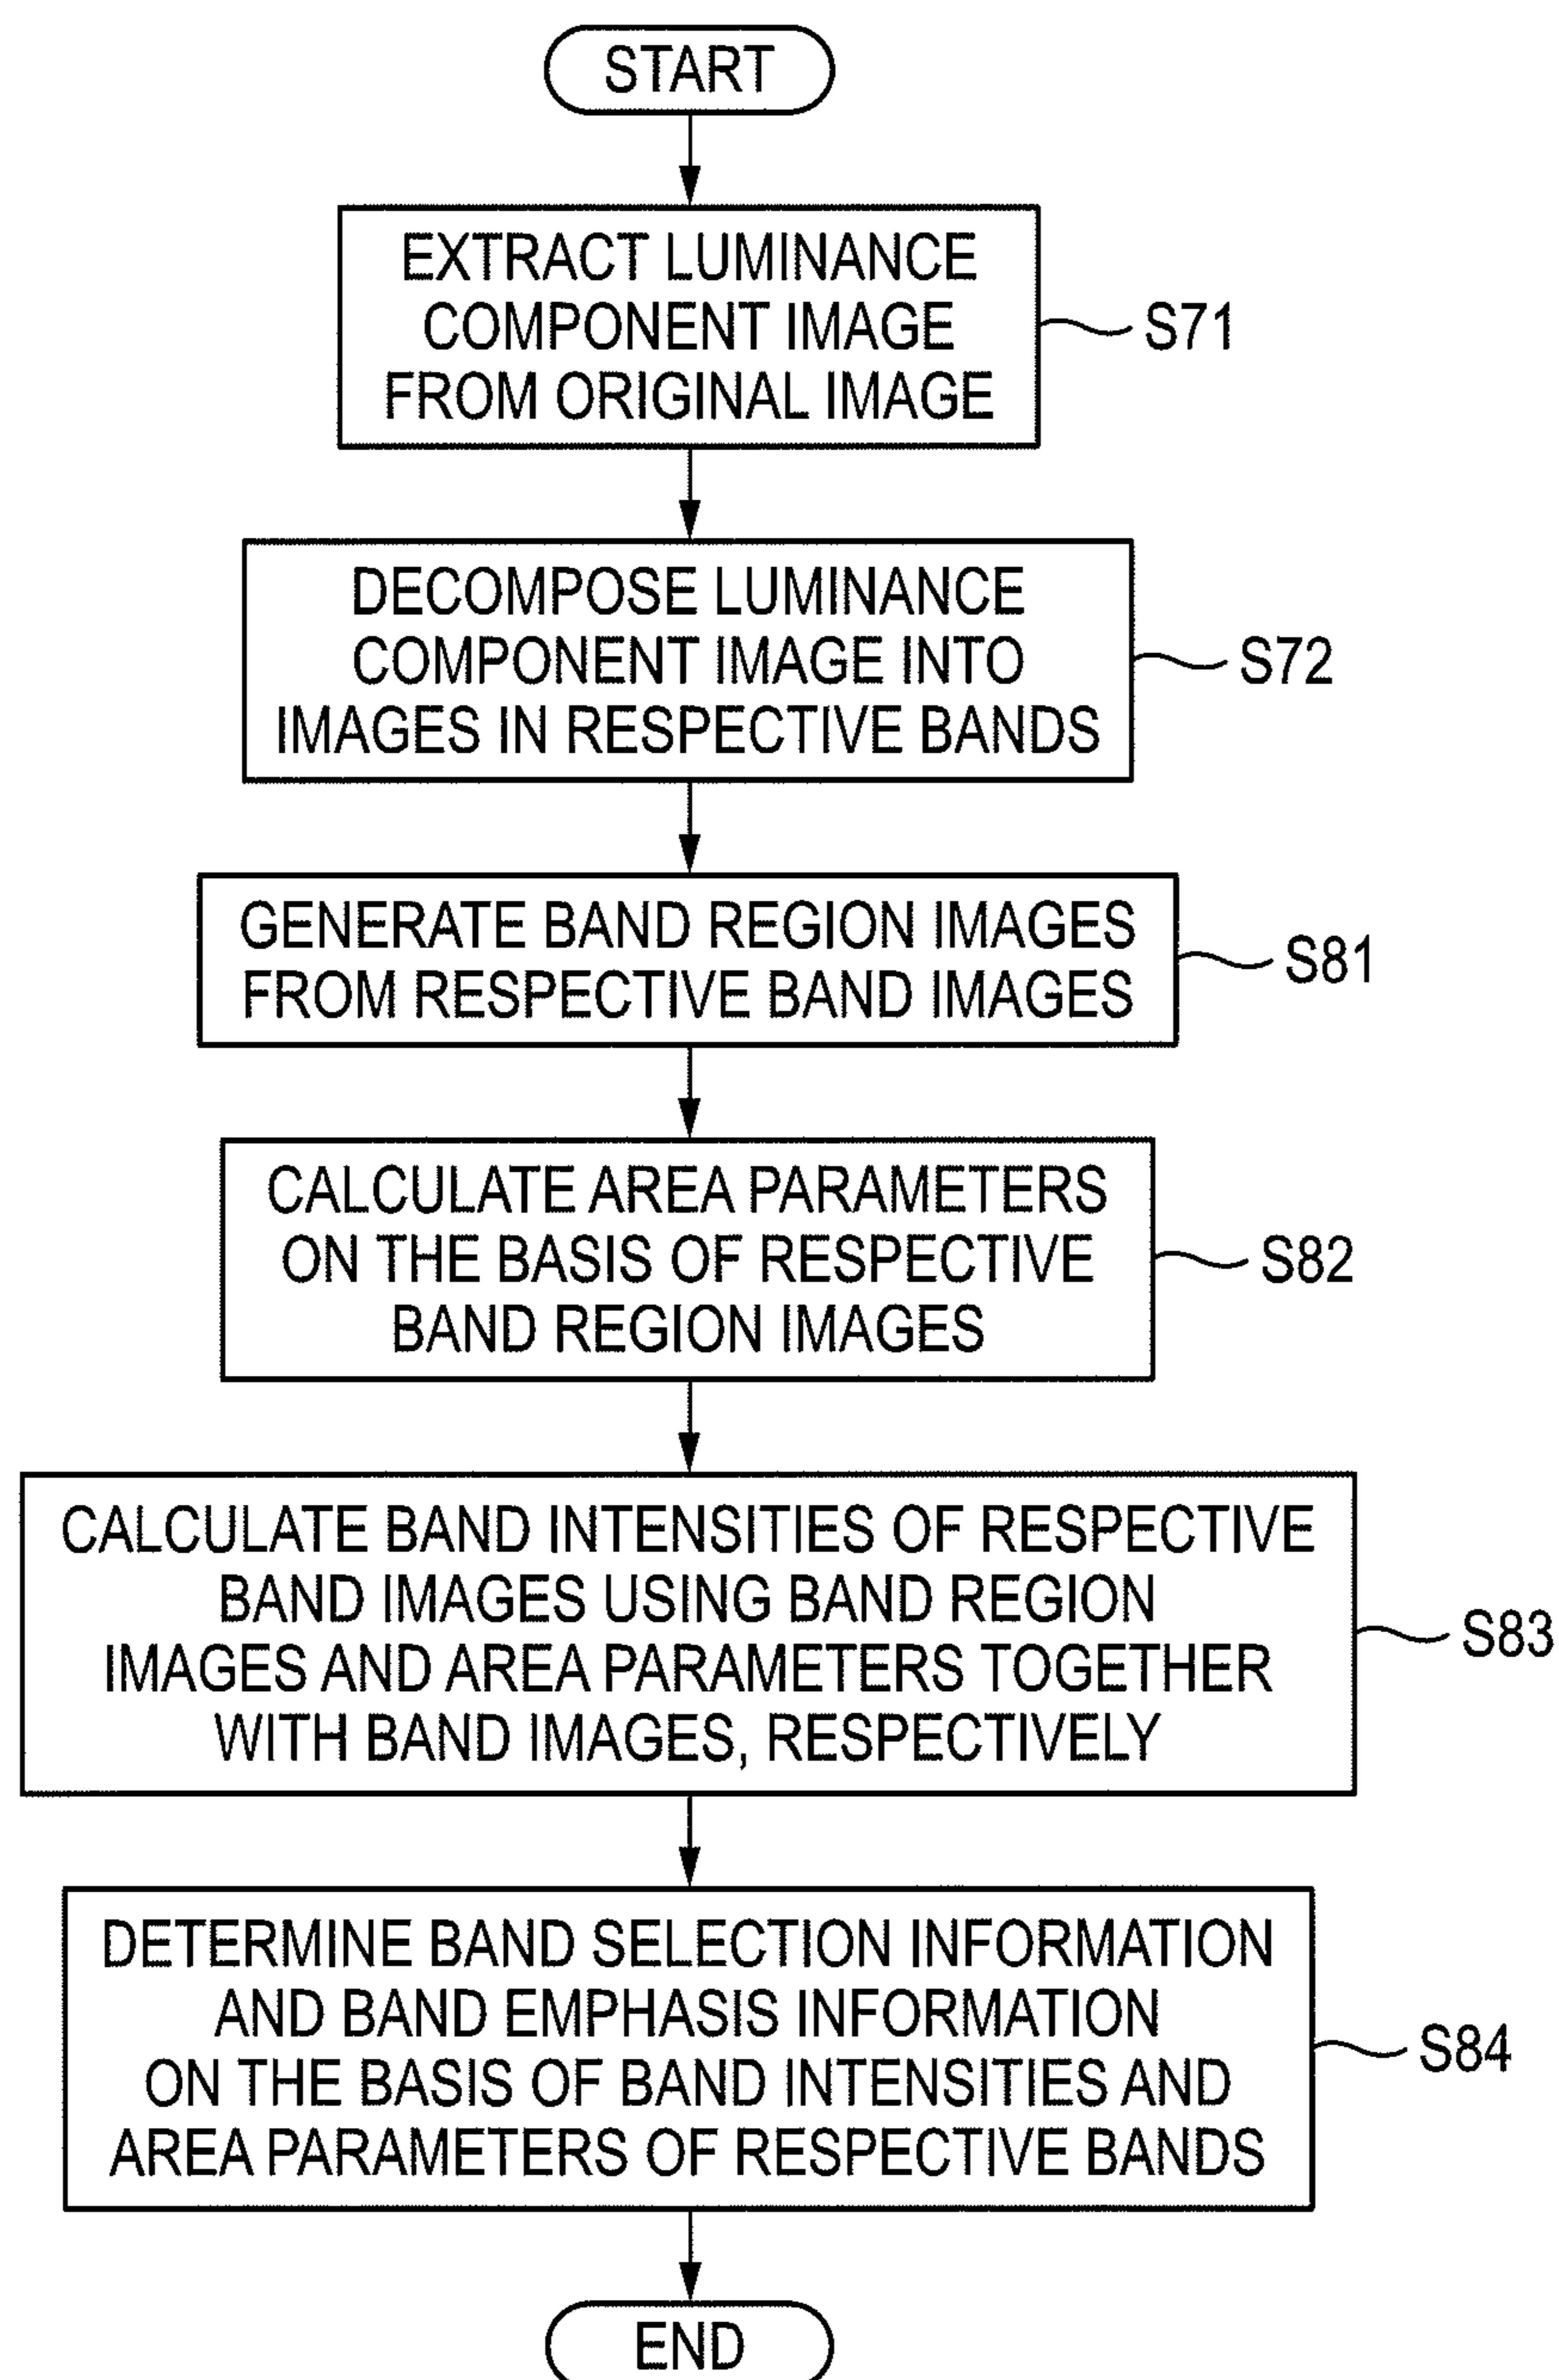 START
EXTRACT LUMINANCE
COMPONENT IMAGE
FROM ORIGINAL IMAGE
S71
DECOMPOSE LUMINANCE
COMPONENT IMAGE INTO
IMAGES IN RESPECTIVE BANDS
S72
GENERATE BAND REGION IMAGES
FROM RESPECTIVE BAND IMAGES
S81
CALCULATE AREA PARAMETERS
ON THE BASIS OF RESPECTIVE
BAND REGION IMAGES
S82
CALCULATE BAND INTENSITIES OF RESPECTIVE
BAND IMAGES USING BAND REGION
IMAGES AND AREA PARAMETERS TOGETHER
WITH BAND IMAGES, RESPECTIVELY
S83
DETERMINE BAND SELECTION INFORMATION
AND BAND EMPHASIS INFORMATION
ON THE BASIS OF BAND INTENSITIES AND
AREA PARAMETERS OF RESPECTIVE BANDS
S84
END